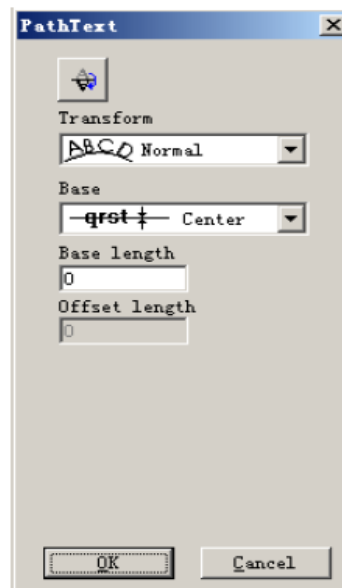 PathText
Transform
ABCD Normal
Base
qrst Center
Base length
0
Offset length
0
OK
Cancel